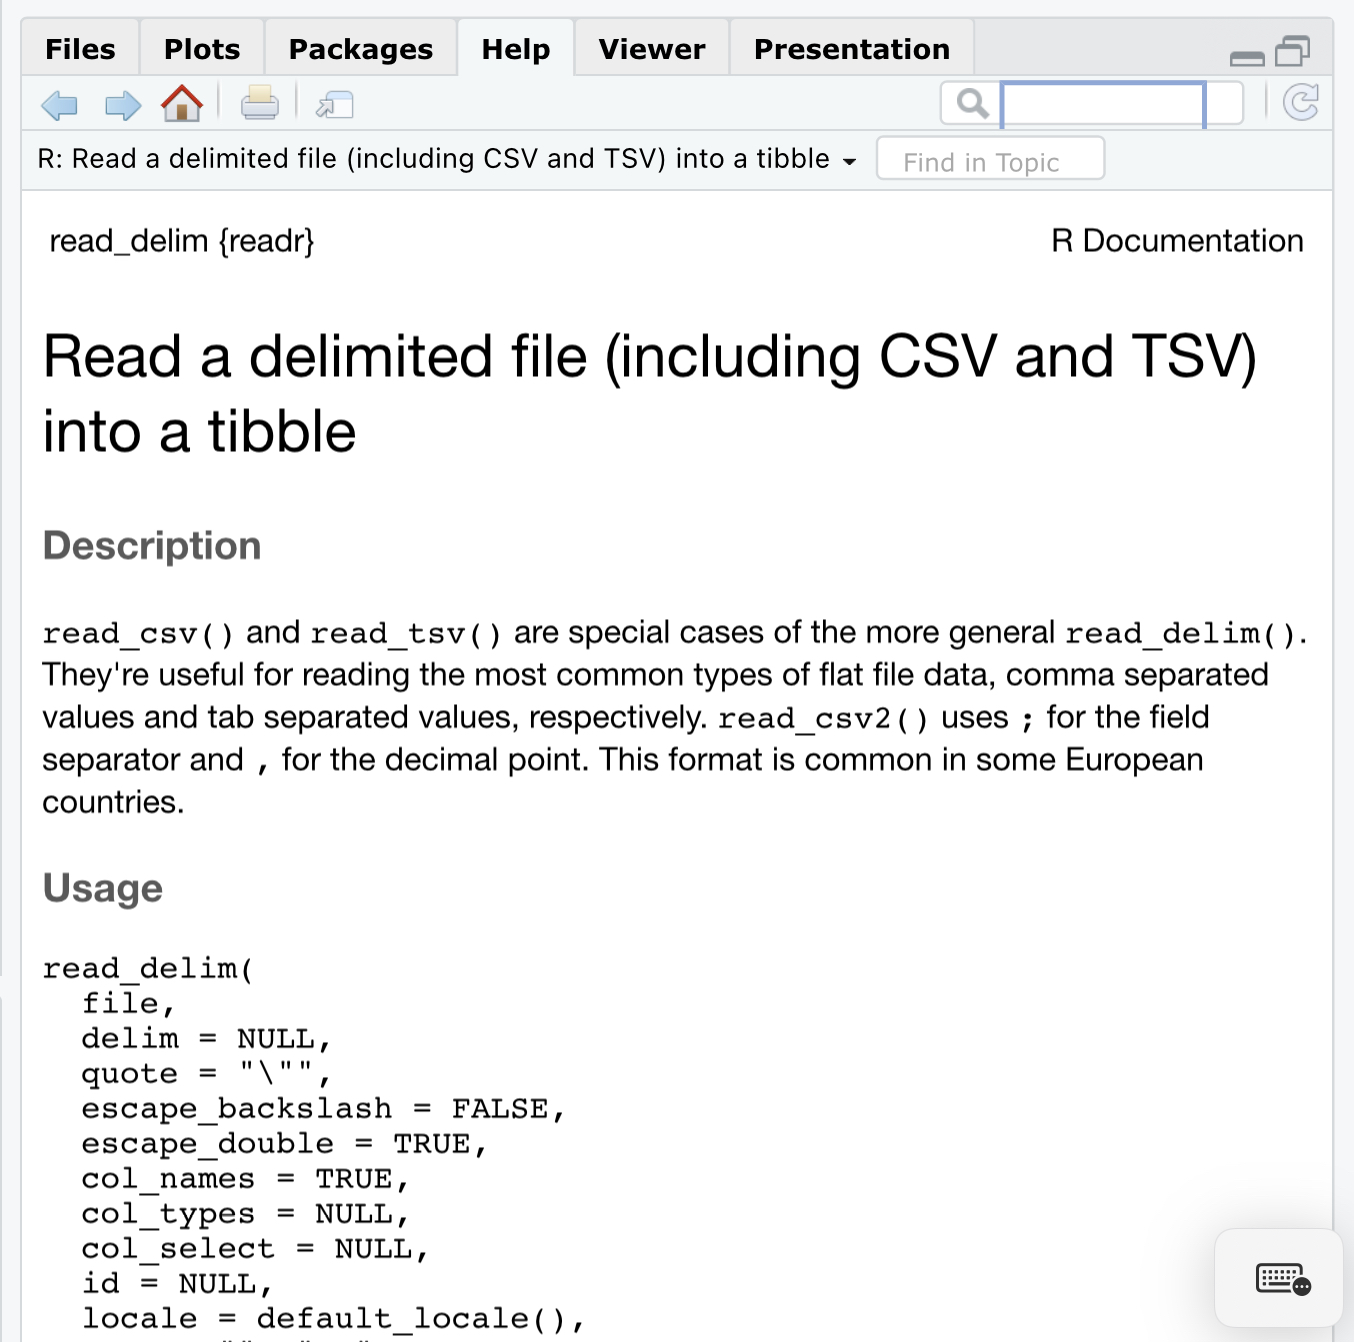 Files Plots Packages Help Viewer Presentation
R: Read a delimited file (including CSV and TSV) into a tibble Find in Topic
read_delim {readr} R Documentation
Read a delimited file (including CSV and TSV)
into a tibble
Description
read_csv() and read_tsv() are special cases of the more general read_delim().
They're useful for reading the most common types of flat file data, comma separated
values and tab separated values, respectively. read_csv2() uses ; for the field
separator and , for the decimal point. This format is common in some European
countries.
Usage
read_delim(
  file,
  delim = NULL,
  quote = "\"",
  escape_backslash = FALSE,
  escape_double = TRUE,
  col_names = TRUE,
  col_types = NULL,
  col_select = NULL,
  id = NULL,
  locale = default_locale(),